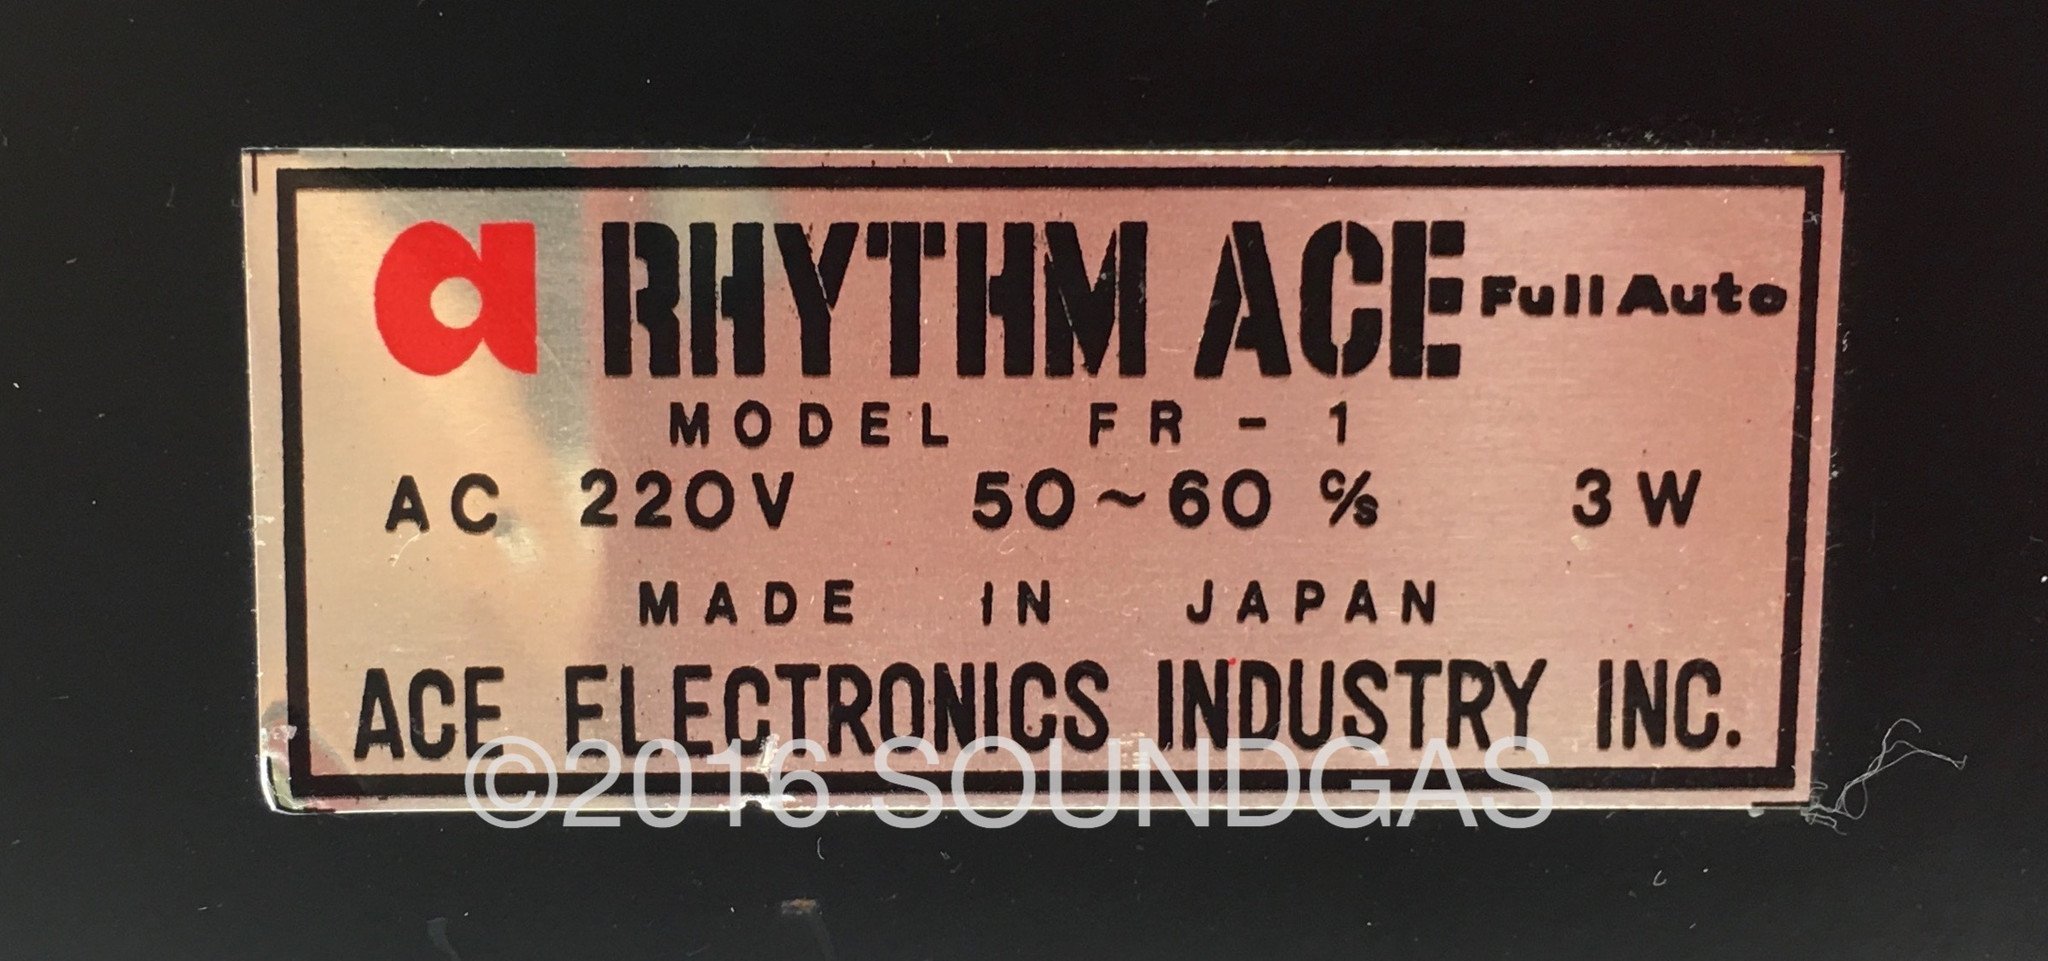 a RHYTHM ACE Full Auto
MODEL FR-1
AC 220V 50~60 c/s 3W
MADE IN JAPAN
ACE ELECTRONICS INDUSTRY INC.
©2016 SOUNDGAS